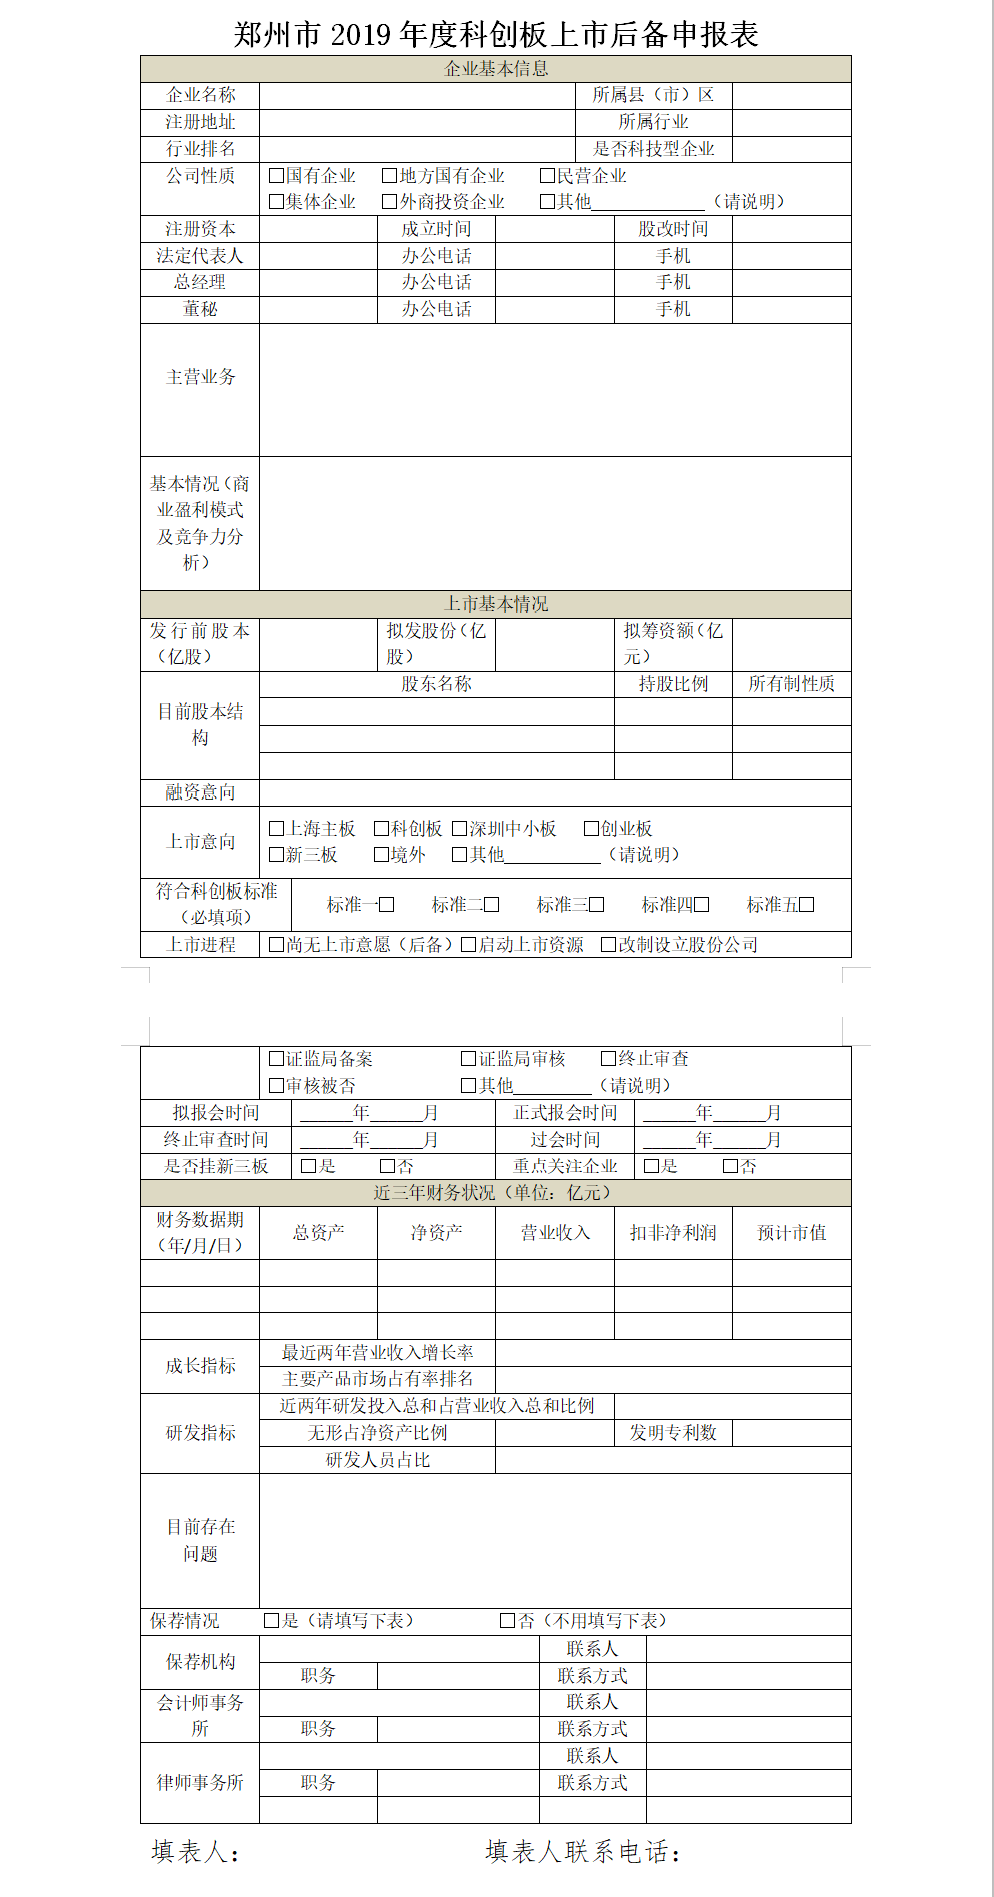 郑州市 2019 年度科创板上市后备申报表
企业基本信息
企业名称 所属县（市）区
注册地址 所属行业
行业排名 是否科技型企业
公司性质 □国有企业 □地方国有企业 □民营企业
□集体企业 □外商投资企业 □其他_____________（请说明）
注册资本 成立时间 股改时间
法定代表人 办公电话 手机
总经理 办公电话 手机
董秘 办公电话 手机
主营业务
基本情况（商
业盈利模式
及竞争力分
析）
上市基本情况
发行前股本
（亿股）
拟发股份（亿
股）
拟筹资额（亿
元）
目前股本结
构
股东名称 持股比例 所有制性质
融资意向
上市意向
□上海主板 □科创板 □深圳中小板 □创业板
□新三板 □境外 □其他___________（请说明）
符合科创板标准
（必填项）
标准一□ 标准二□ 标准三□ 标准四□ 标准五□
上市进程 □尚无上市意愿（后备） □启动上市资源 □改制设立股份公司
□证监局备案 □证监局审核 □终止审查
□审核被否 □其他_________（请说明）
拟报会时间 ______年______月 正式报会时间 ______年______月
终止审查时间 ______年______月 过会时间 ______年______月
是否挂新三板 □是 □否 重点关注企业 □是 □否
近三年财务状况（单位：亿元）
财务数据期
（年/月/日）
总资产 净资产 营业收入 扣非净利润 预计市值
成长指标
最近两年营业收入增长率
主要产品市场占有率排名
研发指标
近两年研发投入总和占营业收入总和比例
无形占净资产比例 发明专利数
研发人员占比
目前存在
问题
保荐情况 □是（请填写下表） □否（不用填写下表）
保荐机构
联系人
职务 联系方式
会计师事务
所
联系人
职务 联系方式
律师事务所
联系人
职务 联系方式
填表人： 填表人联系电话：